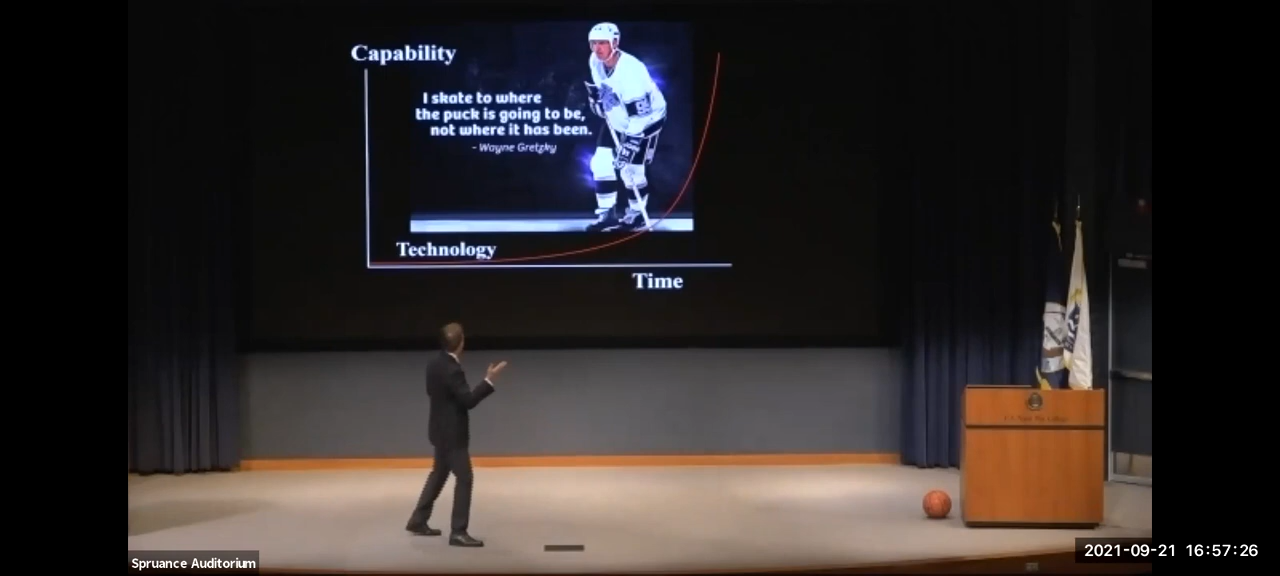 Capability
I skate to where
the puck is going to be,
not where it has been.
- Wayne Gretzky
Technology
Time
Spruance Auditorium
2021-09-21 16:57:26